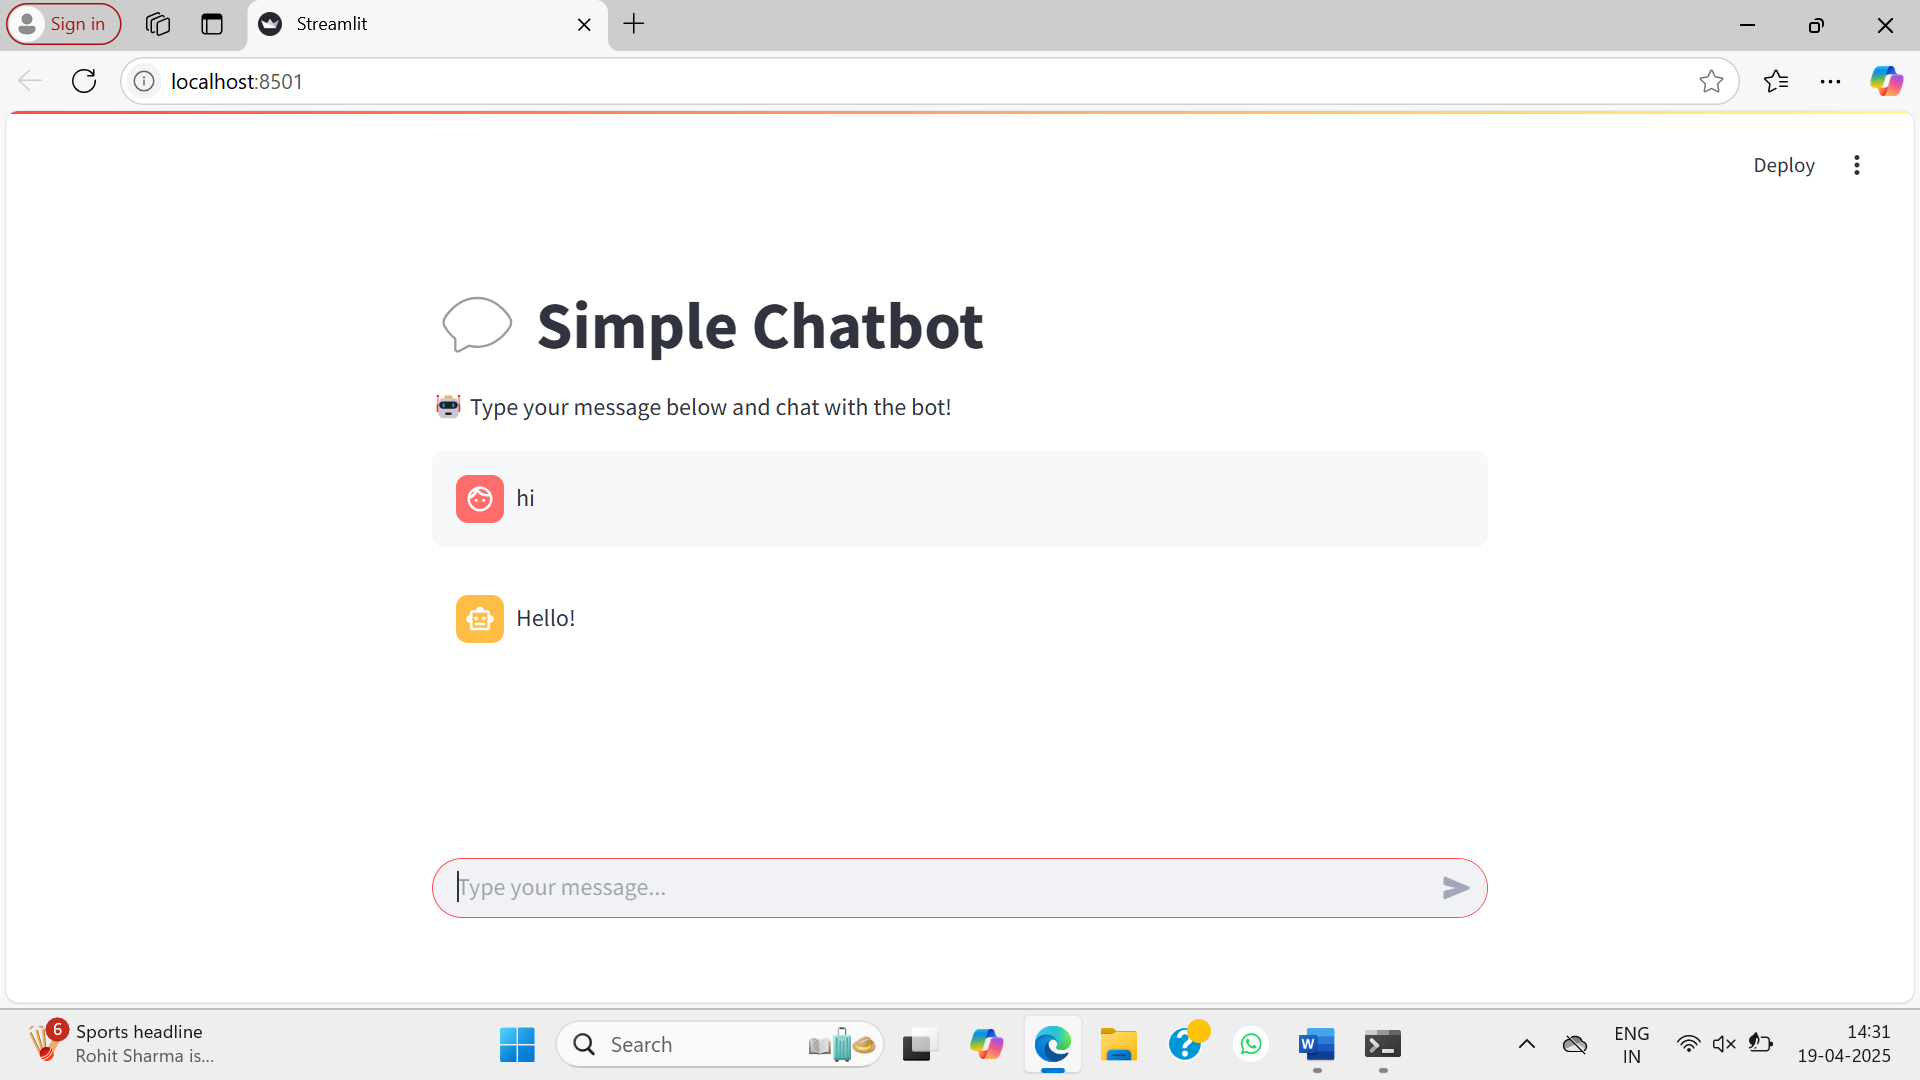 Sign in
Streamlit
localhost:8501
Deploy
Simple Chatbot
Type your message below and chat with the bot!
hi
Hello!
Type your message...
6
Sports headline
Rohit Sharma is...
Search
W
ENG
IN
14:31
19-04-2025